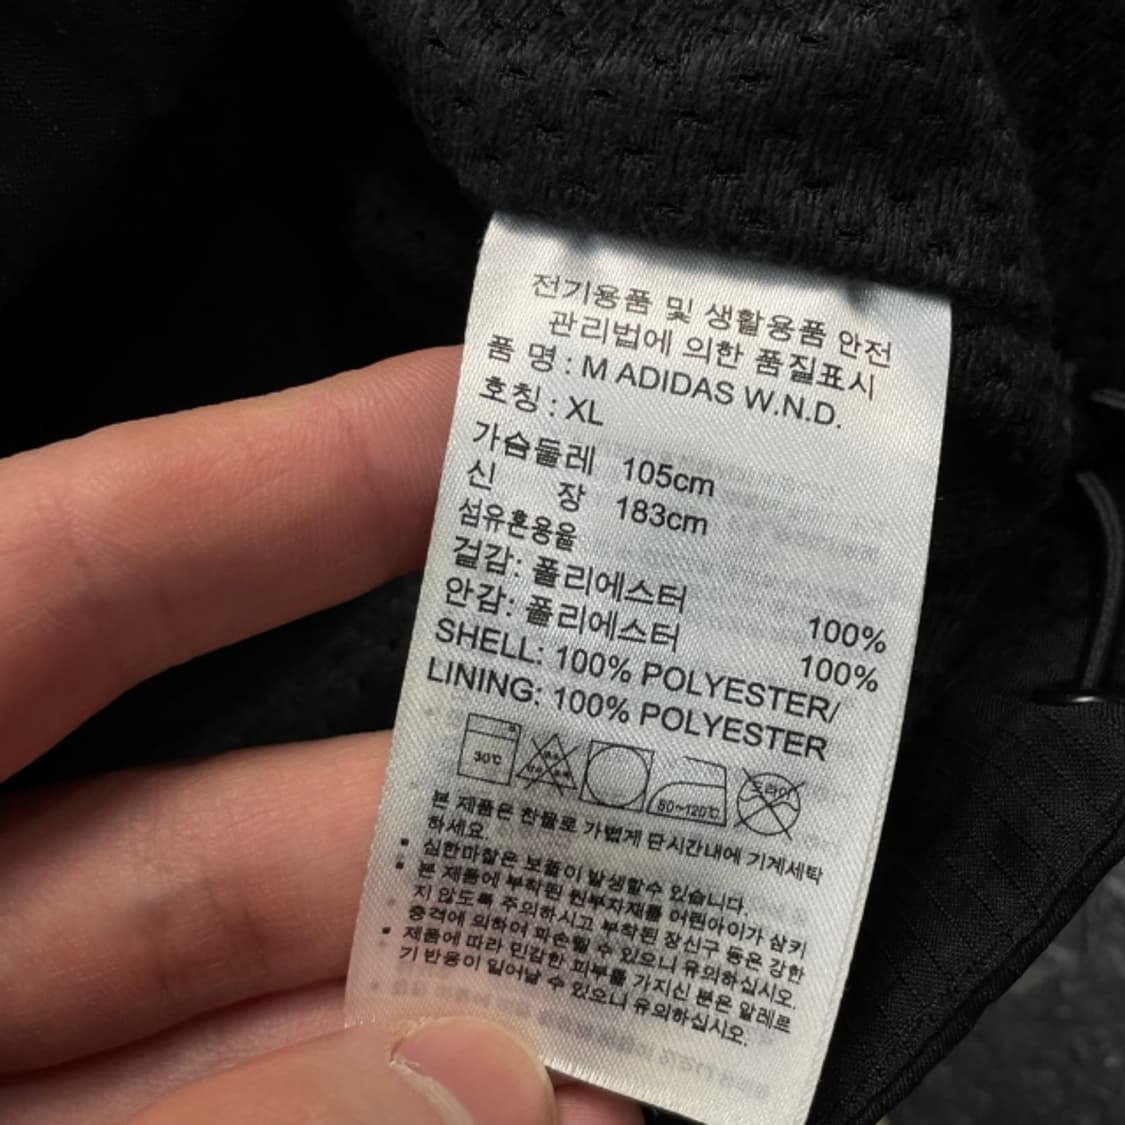 전기용품 및 생활용품 안전
관리법에 의한 품질표시
품 명 : M ADIDAS W.N.D.
호칭 : XL
가슴둘레 105cm
신 장 183cm
섬유혼용율
겉감: 폴리에스터 100%
안감: 폴리에스터 100%
SHELL: 100% POLYESTER/
LINING: 100% POLYESTER
30℃ 80~120℃ 드라이
본 제품은 찬물로 가볍게 단시간내에 기계세탁
하세요.
▪ 심한마찰은 보풀이 발생할수 있습니다.
▪ 본 제품에 부착된 원부자재를 어린아이가 삼키
지 않도록 주의하시고 부착된 장신구 등은 강한
충격에 의하여 파손될 수 있으니 유의하십시오.
▪ 제품에 따라 민감한 피부를 가지신 분은 알레르
기 반응이 일어날 수 있으니 유의하십시오.